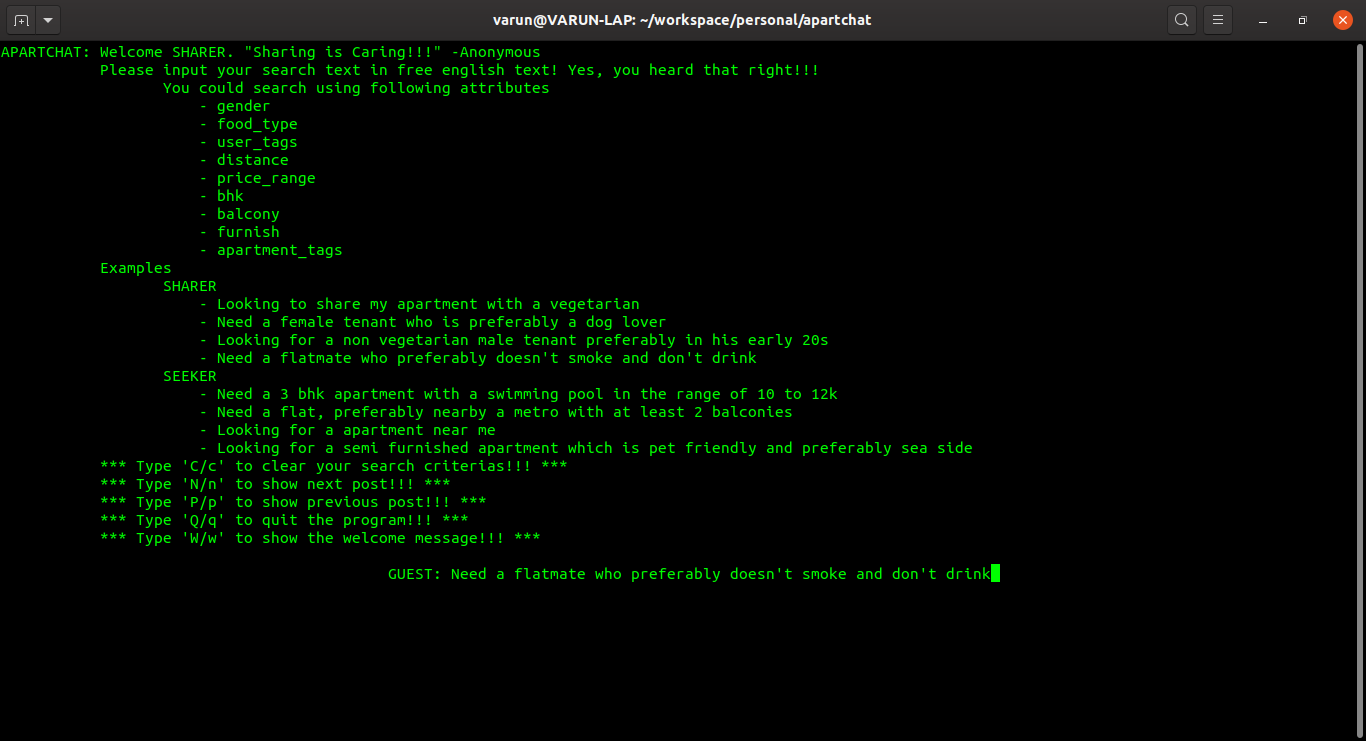 varun@VARUN-LAP: ~/workspace/personal/apartchat
APARTCHAT: Welcome SHARER. "Sharing is Caring!!!" -Anonymous
Please input your search text in free english text! Yes, you heard that right!!!
You could search using following attributes
- gender
- food_type
- user_tags
- distance
- price_range
- bhk
- balcony
- furnish
- apartment_tags
Examples
SHARER
- Looking to share my apartment with a vegetarian
- Need a female tenant who is preferably a dog lover
- Looking for a non vegetarian male tenant preferably in his early 20s
- Need a flatmate who preferably doesn't smoke and don't drink
SEEKER
- Need a 3 bhk apartment with a swimming pool in the range of 10 to 12k
- Need a flat, preferably nearby a metro with at least 2 balconies
- Looking for a apartment near me
- Looking for a semi furnished apartment which is pet friendly and preferably sea side
*** Type 'C/c' to clear your search criterias!!! ***
*** Type 'N/n' to show next post!!! ***
*** Type 'P/p' to show previous post!!! ***
*** Type 'Q/q' to quit the program!!! ***
*** Type 'W/w' to show the welcome message!!! ***
GUEST: Need a flatmate who preferably doesn't smoke and don't drink